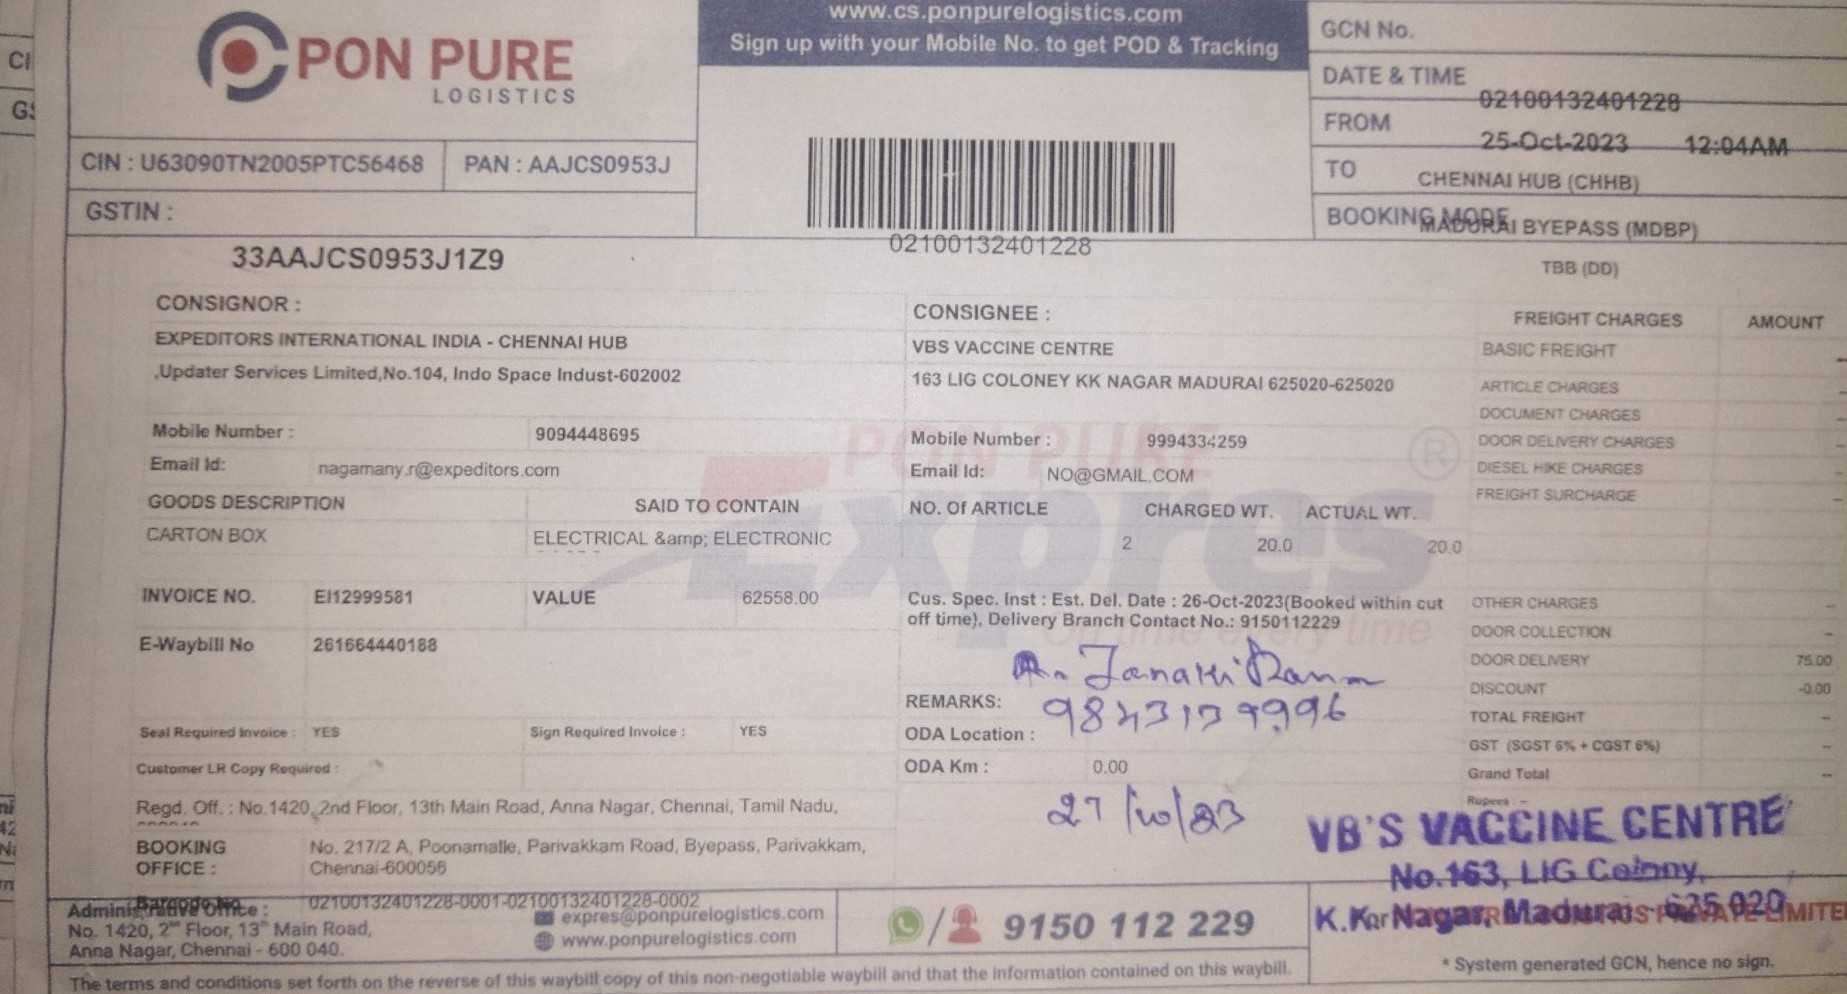 PON PURE
LOGISTICS
www.cs.ponpurelogistics.com
Sign up with your Mobile No. to get POD & Tracking
GCN No.
02100132401228
DATE & TIME
25-Oct-2023 12:04AM
FROM
CHENNAI HUB (CHHB)
TO
MADURAI BYEPASS (MDBP)
BOOKING MODE
TBB (DD)
CIN : U63090TN2005PTC56468
PAN : AAJCS0953J
GSTIN :
33AAJCS0953J1Z9
02100132401228
CONSIGNOR :
EXPEDITORS INTERNATIONAL INDIA - CHENNAI HUB
,Updater Services Limited,No.104, Indo Space Indust-602002
Mobile Number : 9094448695
Email Id: nagamany.r@expeditors.com
CONSIGNEE :
VBS VACCINE CENTRE
163 LIG COLONEY KK NAGAR MADURAI 625020-625020
Mobile Number : 9994334259
Email Id: NO@GMAIL.COM
GOODS DESCRIPTION SAID TO CONTAIN NO. Of ARTICLE CHARGED WT. ACTUAL WT.
CARTON BOX ELECTRICAL &amp; ELECTRONIC 2 20.0 20.0
INVOICE NO. EI12999581 VALUE 62558.00
E-Waybill No 261664440188
Cus. Spec. Inst : Est. Del. Date : 26-Oct-2023(Booked within cut
off time), Delivery Branch Contact No.: 9150112229
PON PURE
Expres
®
On time every time
Janaki Ram
REMARKS:
ODA Location :
ODA Km : 0.00
27/10/23
Seal Required Invoice : YES Sign Required Invoice : YES
Customer LR Copy Required :
Regd. Off. : No.1420, 2nd Floor, 13th Main Road, Anna Nagar, Chennai, Tamil Nadu,
BOOKING
OFFICE :
No. 217/2 A, Poonamalle, Parivakkam Road, Byepass, Parivakkam,
Chennai-600056
02100132401228-0001-02100132401228-0002
FREIGHT CHARGES AMOUNT
BASIC FREIGHT
ARTICLE CHARGES
DOCUMENT CHARGES
DOOR DELIVERY CHARGES
DIESEL HIKE CHARGES
FREIGHT SURCHARGE
OTHER CHARGES --
DOOR COLLECTION --
DOOR DELIVERY 75.00
DISCOUNT -0.00
TOTAL FREIGHT --
GST (SGST 6% + CGST 6%) --
Grand Total --
Rupees : --
VB'S VACCINE CENTRE
No.163, LIG Colony,
K.K. Nagar, Madurai 625 020
Administrative Office :
No. 1420, 2nd Floor, 13th Main Road,
Anna Nagar, Chennai - 600 040.
expres@ponpurelogistics.com
www.ponpurelogistics.com
9150 112 229
* System generated GCN, hence no sign.
The terms and conditions set forth on the reverse of this waybill copy of this non-negotiable waybill and that the information contained on this waybill.